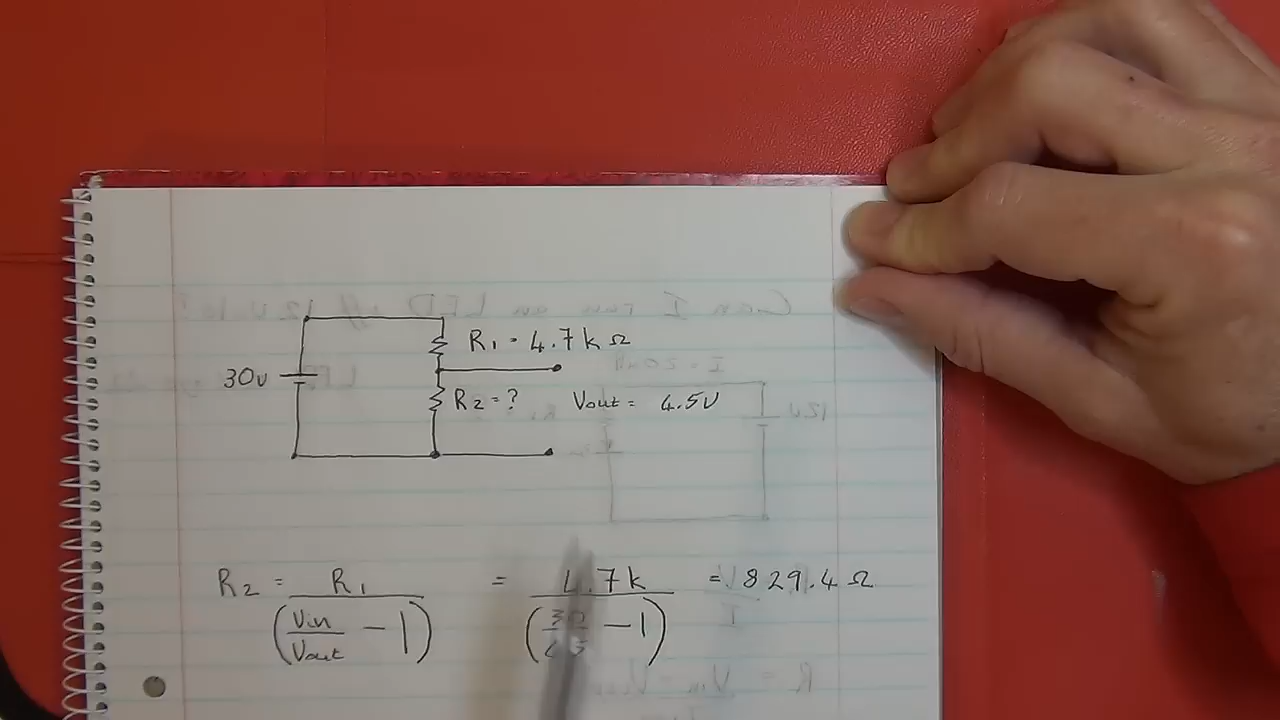 R1 = 4.7kΩ
30v
R2 = ? Vout = 4.5V
R2 = R1 / (Vin/Vout - 1) = 4.7k / (30/4.5 - 1) = 829.4Ω